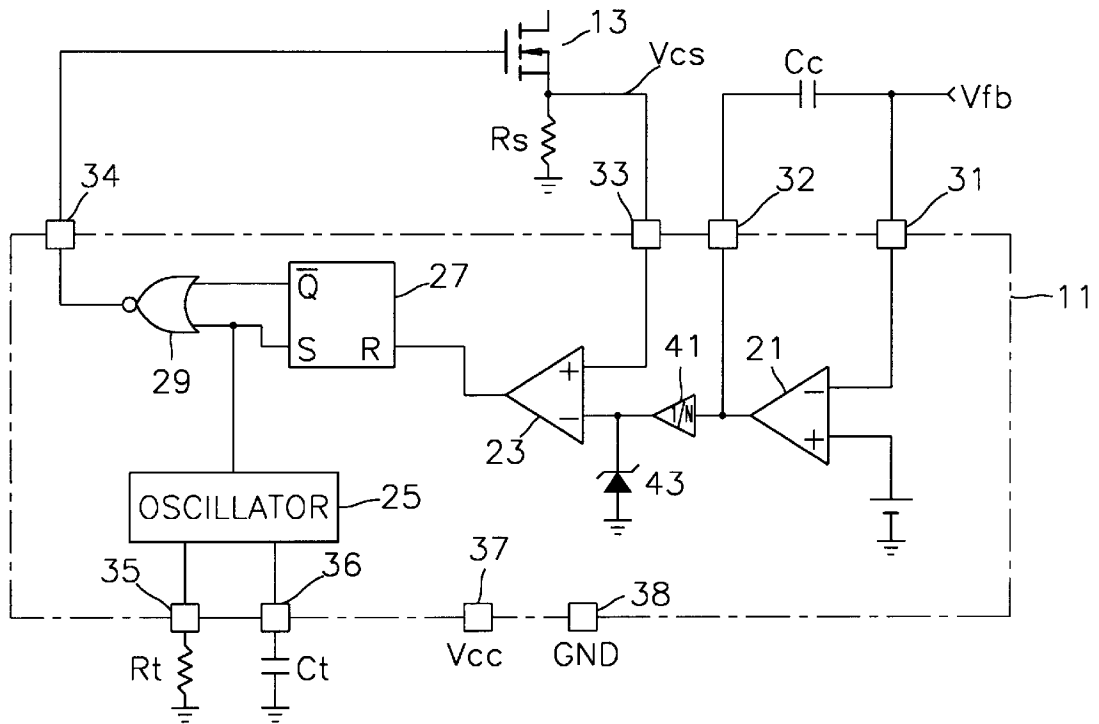 13
Vcs
Cc
Vfb
Rs
34
33
32
31
Q̅
27
11
S R
29
+
−
23
41
1/N
21
−
+
43
OSCILLATOR
25
35
36
37
38
Rt
Ct
Vcc
GND